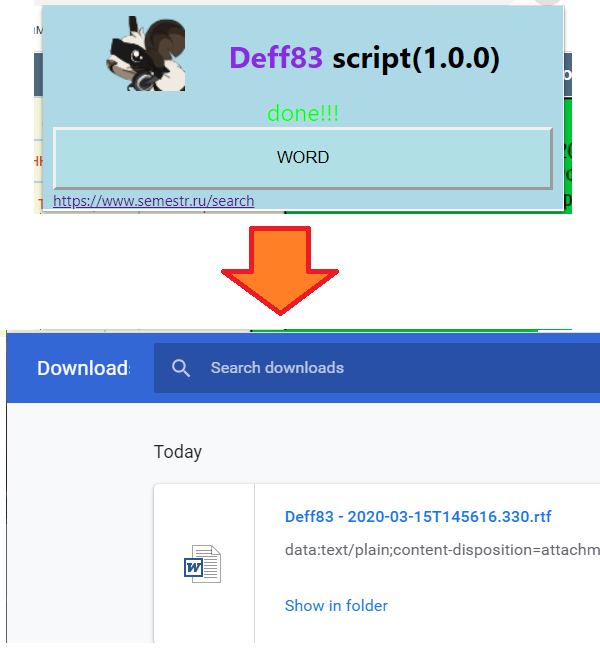 Deff83 script(1.0.0)
done!!!
WORD
https://www.semestr.ru/search
Downloads
Search downloads
Today
Deff83 - 2020-03-15T145616.330.rtf
data:text/plain;content-disposition=attachm
Show in folder